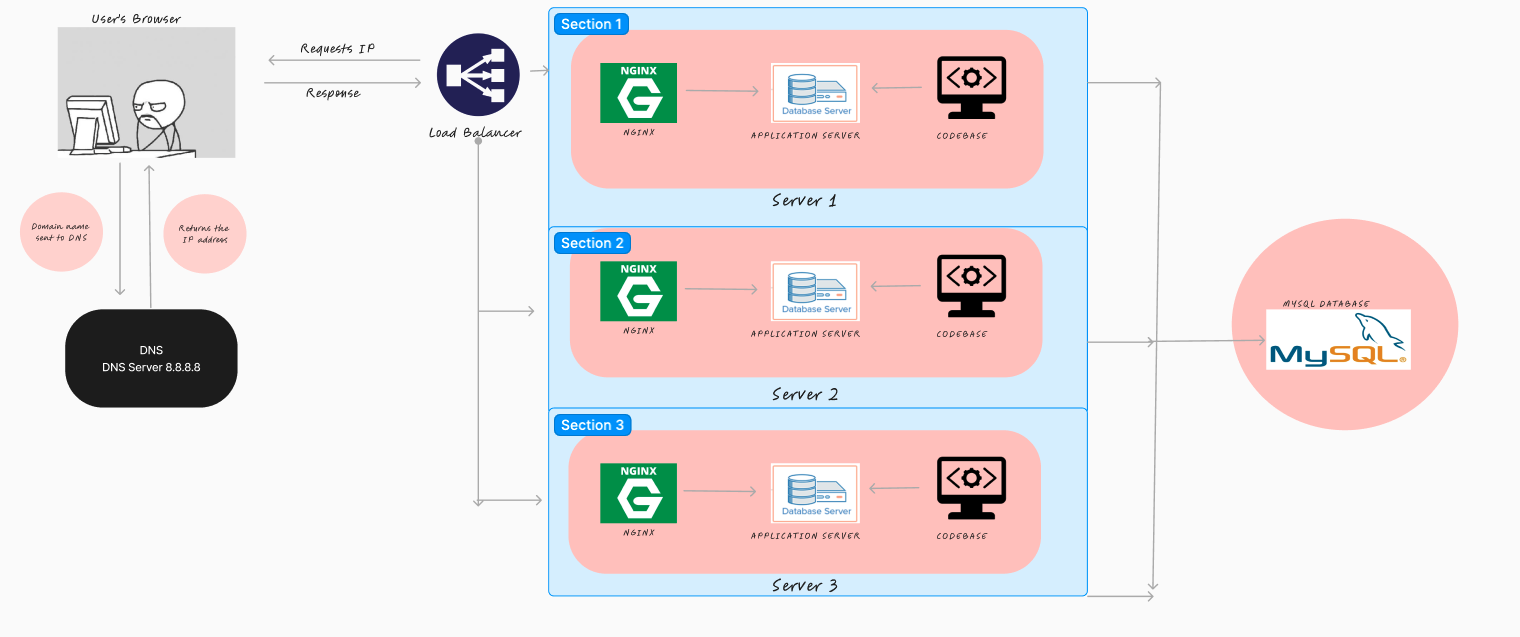 User's Browser
Requests IP
Response
Load Balancer
Domain name
sent to DNS
Returns the
IP address
DNS
DNS Server 8.8.8.8
Section 1
NGINX
G
NGINX
Database Server
APPLICATION SERVER
CODEBASE
Server 1
Section 2
NGINX
G
NGINX
Database Server
APPLICATION SERVER
CODEBASE
Server 2
Section 3
NGINX
G
NGINX
Database Server
APPLICATION SERVER
CODEBASE
Server 3
MYSQL DATABASE
MySQL®